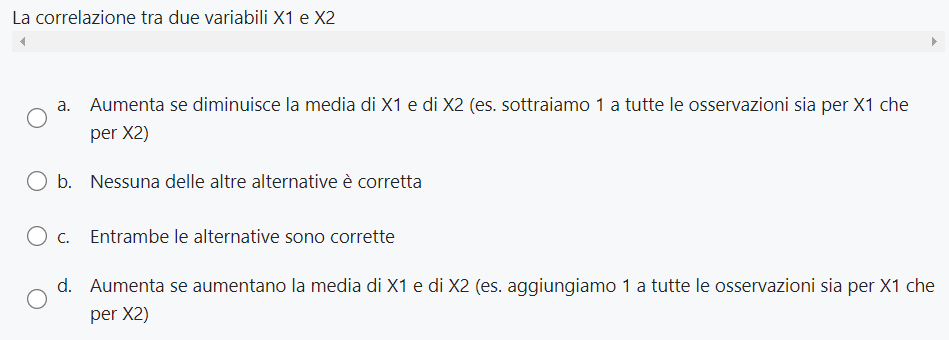 La correlazione tra due variabili X1 e X2
a. Aumenta se diminuisce la media di X1 e di X2 (es. sottraiamo 1 a tutte le osservazioni sia per X1 che
per X2)
b. Nessuna delle altre alternative è corretta
c. Entrambe le alternative sono corrette
d. Aumenta se aumentano la media di X1 e di X2 (es. aggiungiamo 1 a tutte le osservazioni sia per X1 che
per X2)